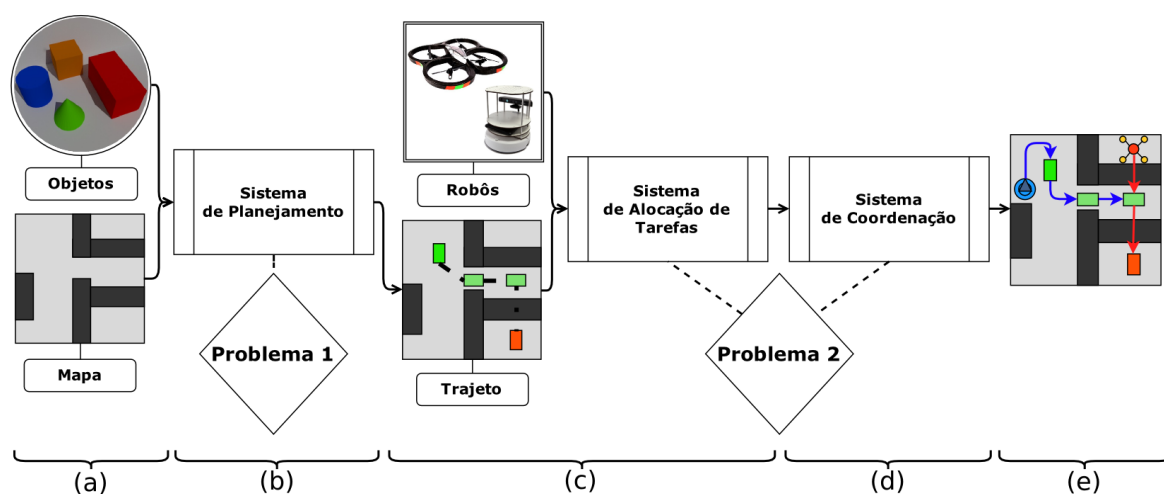 Objetos
Mapa
Sistema
de Planejamento
Problema 1
Robôs
Trajeto
Sistema
de Alocação de
Tarefas
Sistema
de Coordenação
Problema 2
(a)
(b)
(c)
(d)
(e)